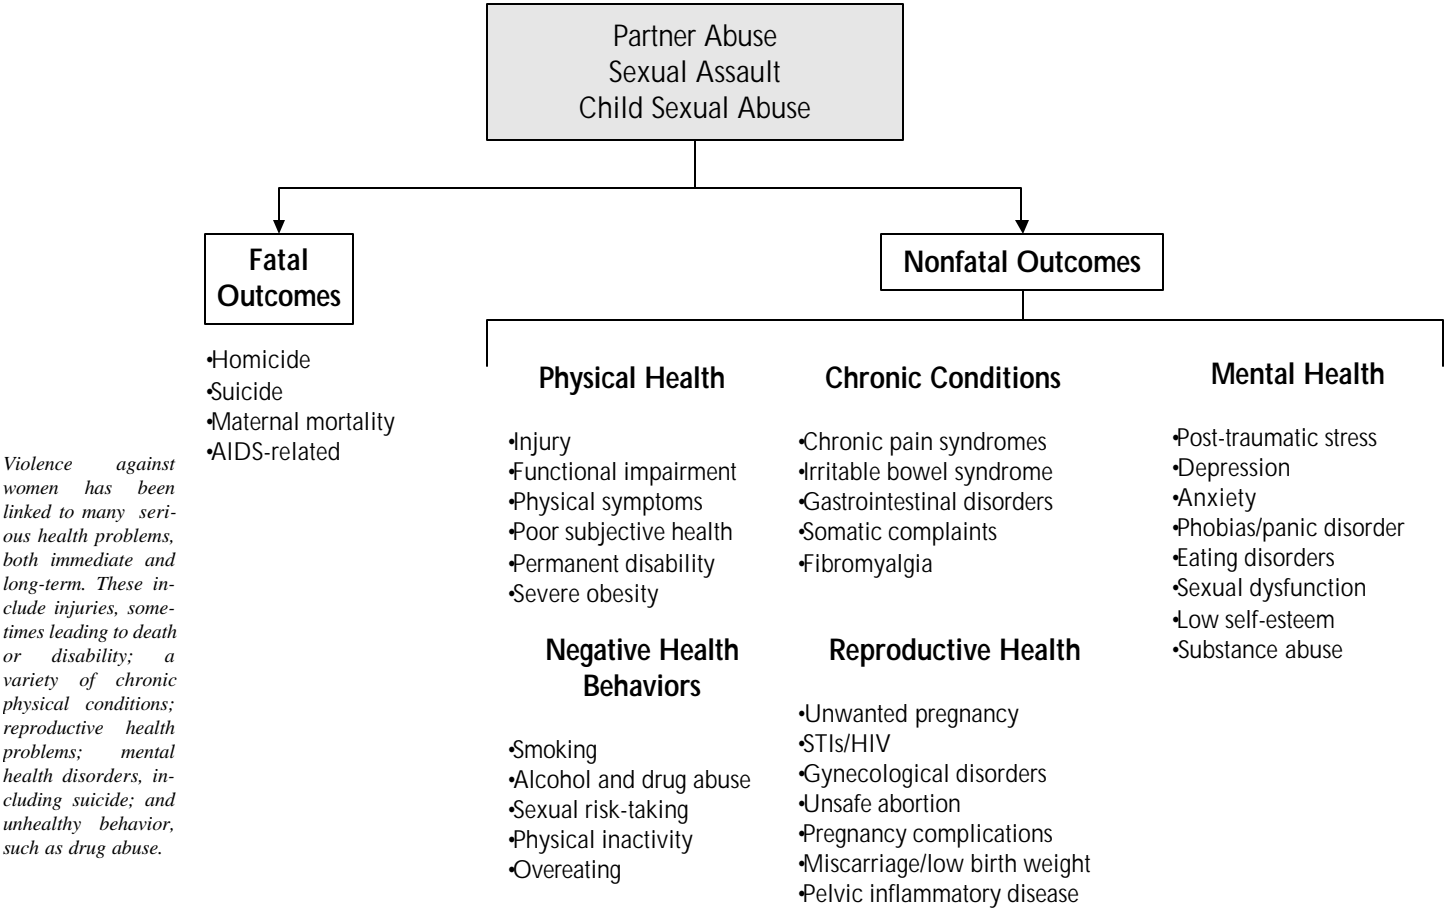 Partner Abuse
Sexual Assault
Child Sexual Abuse
Fatal
Outcomes
•Homicide
•Suicide
•Maternal mortality
•AIDS-related
Nonfatal Outcomes
Physical Health
•Injury
•Functional impairment
•Physical symptoms
•Poor subjective health
•Permanent disability
•Severe obesity
Chronic Conditions
•Chronic pain syndromes
•Irritable bowel syndrome
•Gastrointestinal disorders
•Somatic complaints
•Fibromyalgia
Mental Health
•Post-traumatic stress
•Depression
•Anxiety
•Phobias/panic disorder
•Eating disorders
•Sexual dysfunction
•Low self-esteem
•Substance abuse
Negative Health
Behaviors
•Smoking
•Alcohol and drug abuse
•Sexual risk-taking
•Physical inactivity
•Overeating
Reproductive Health
•Unwanted pregnancy
•STIs/HIV
•Gynecological disorders
•Unsafe abortion
•Pregnancy complications
•Miscarriage/low birth weight
•Pelvic inflammatory disease
Violence against
women has been
linked to many seri-
ous health problems,
both immediate and
long-term. These in-
clude injuries, some-
times leading to death
or disability; a
variety of chronic
physical conditions;
reproductive health
problems; mental
health disorders, in-
cluding suicide; and
unhealthy behavior,
such as drug abuse.